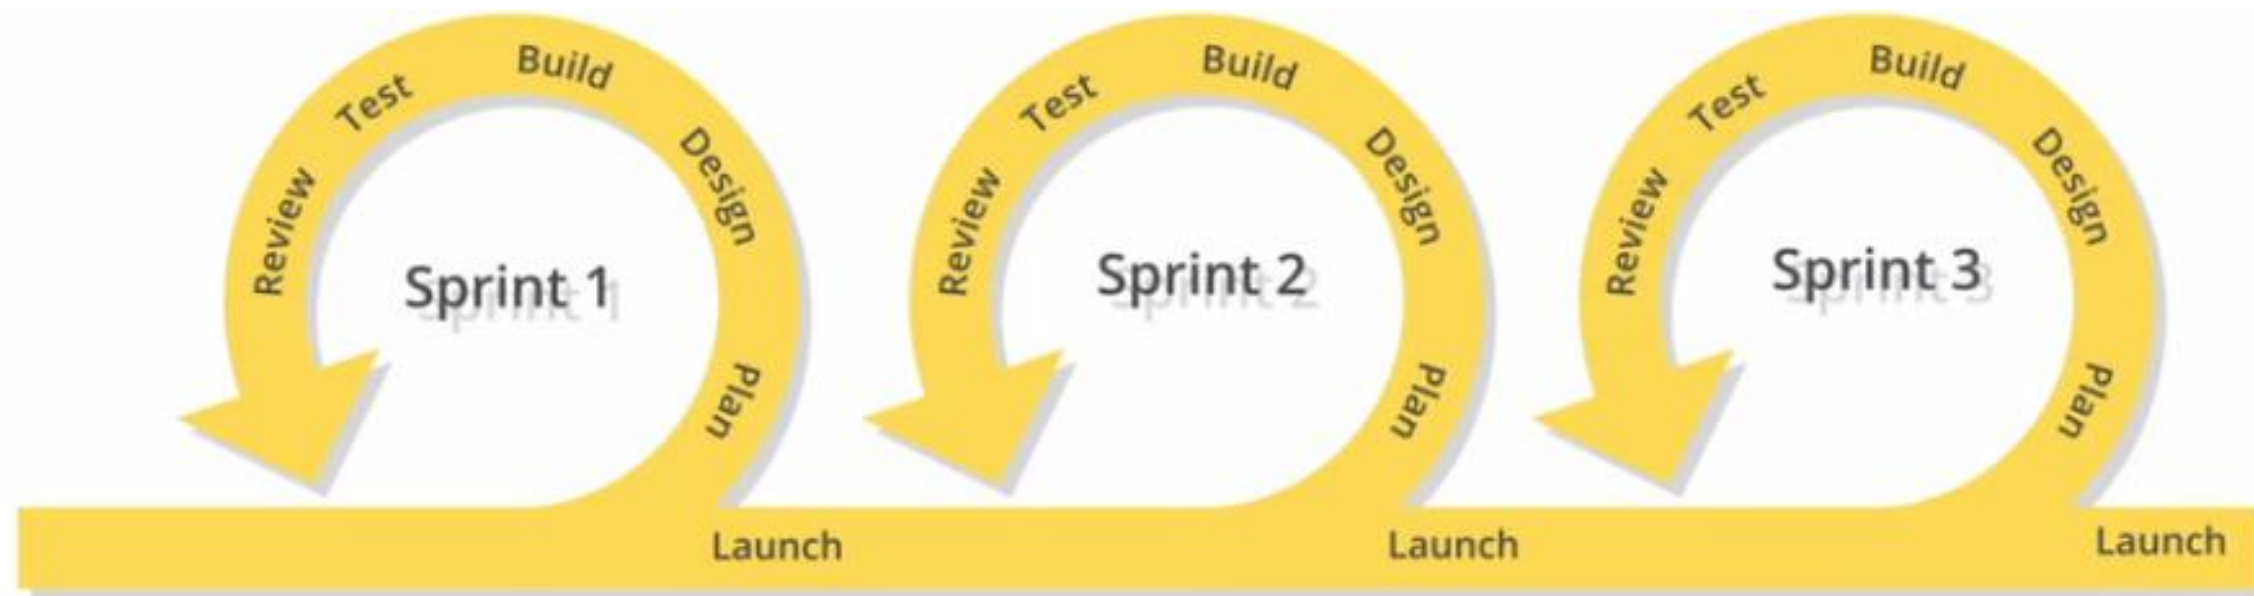 Sprint 1
Plan
Design
Build
Test
Review
Launch
Sprint 2
Plan
Design
Build
Test
Review
Launch
Sprint 3
Plan
Design
Build
Test
Review
Launch